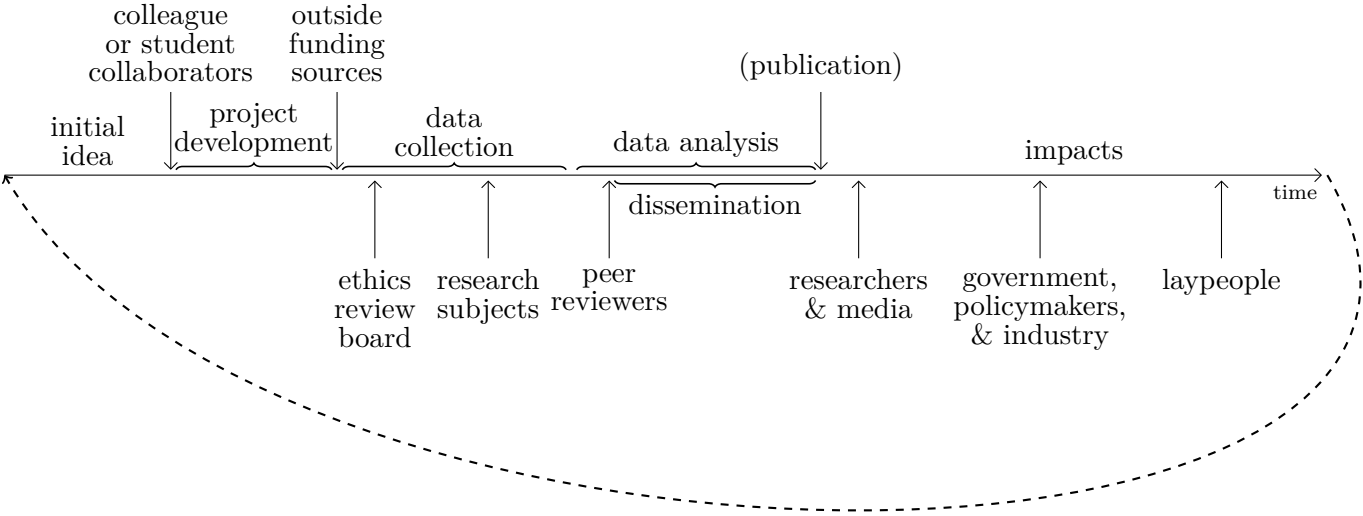 colleague
or student
collaborators
outside
funding
sources
(publication)
initial
idea
project
development
data
collection
data analysis
impacts
time
dissemination
ethics
review
board
research
subjects
peer
reviewers
researchers
& media
government,
policymakers,
& industry
laypeople